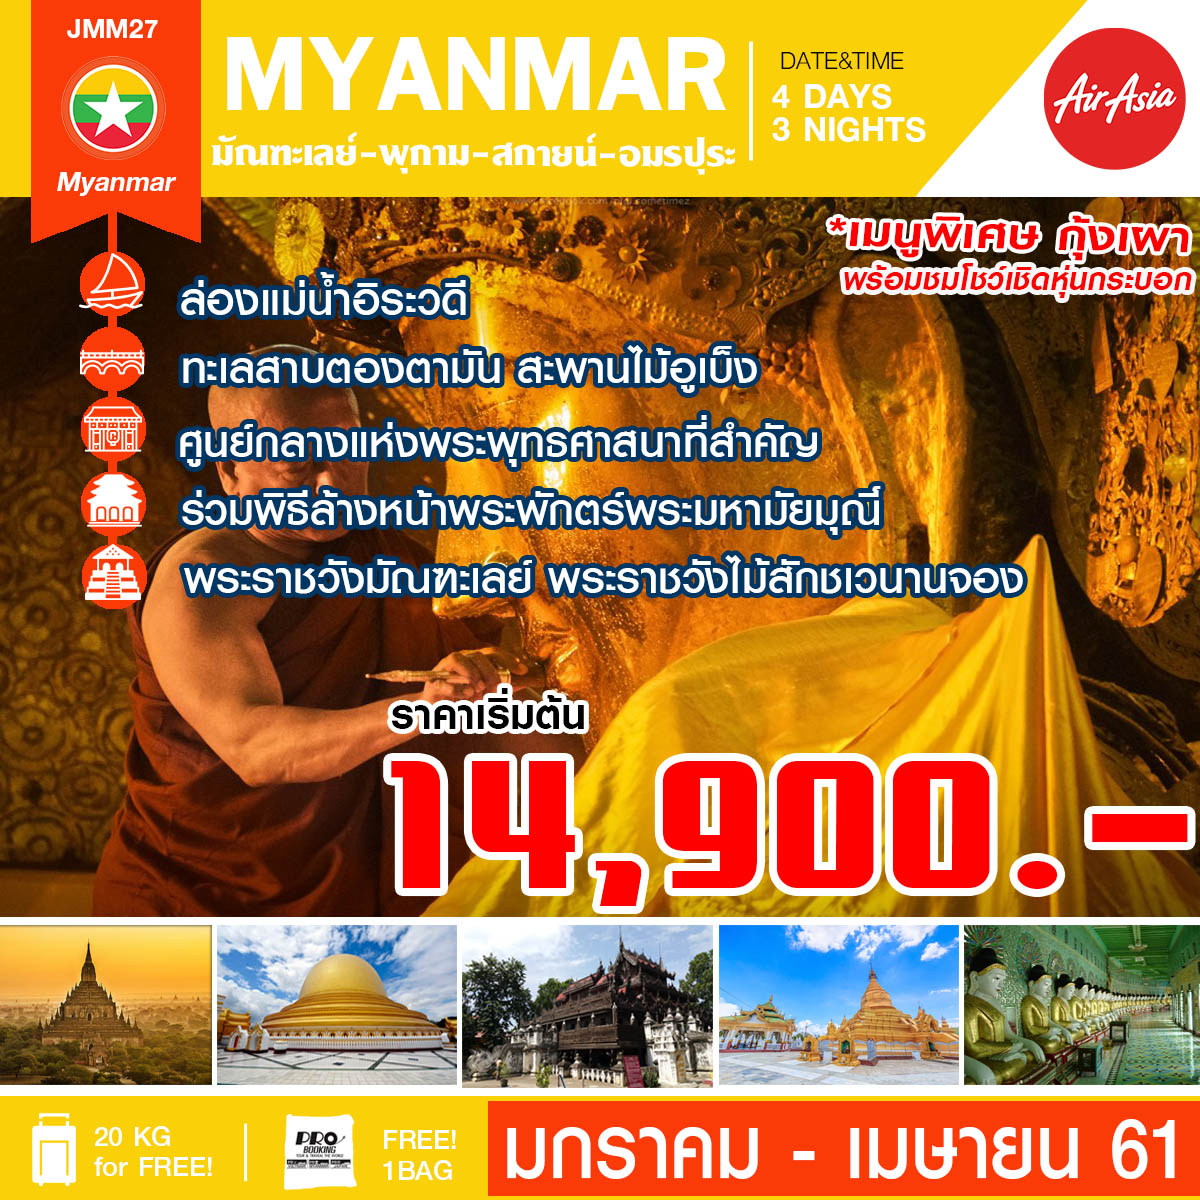 JMM27
Myanmar
MYANMAR
มัณฑะเลย์-พุกาม-สกายน์-อมรปุระ
DATE&TIME
4 DAYS
3 NIGHTS
AirAsia
*เมนูพิเศษ กุ้งเผา
พร้อมชมโชว์เชิดหุ่นกระบอก
ล่องแม่น้ำอิระวดี
ทะเลสาบตองตามัน สะพานไม้อูเบ็ง
ศูนย์กลางแห่งพระพุทธศาสนาที่สำคัญ
ร่วมพิธีล้างหน้าพระพักตร์พระมหามัยมุณี
พระราชวังมัณฑะเลย์ พระราชวังไม้สักชเวนานจอง
ราคาเริ่มต้น
14,900.-
20 KG
for FREE!
PRO
BOOKING
FREE!
1BAG
มกราคม - เมษายน 61